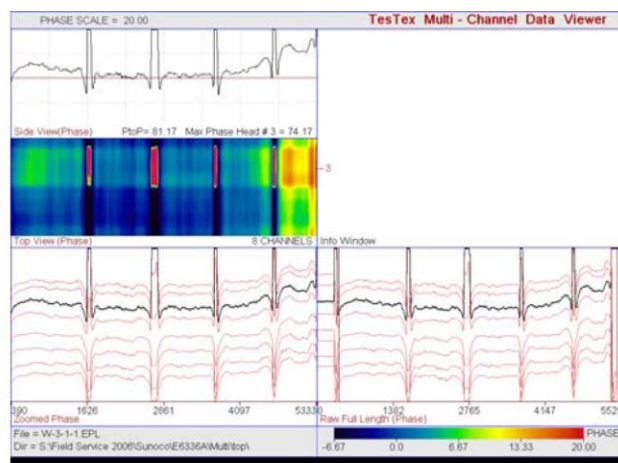 PHASE SCALE = 20.00
TesTex Multi - Channel Data Viewer
Side View(Phase) PtoP= 81.17 Max Phase Head # 3 = 74.17
3
Top View (Phase) 8 CHANNELS
Info Window
390 1626 2861 4097 5333
Zoomed Phase
1382 2765 4147 552
Raw Full Length (Phase)
File = W-3-1-1.EPL
Dir = S:\Field Service 2006\Sunoco\E6336A\Multi\top\
PHASE
-6.67 0.0 6.67 13.33 20.00